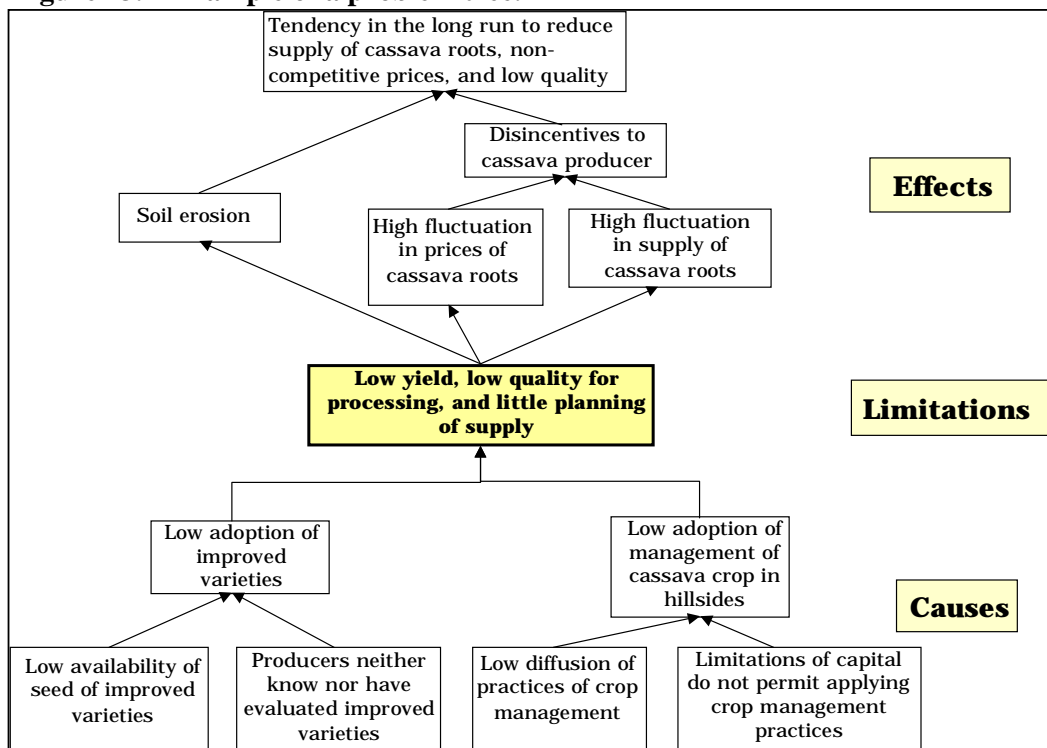 Tendency in the long run to reduce
supply of cassava roots, non-
competitive prices, and low quality
Disincentives to
cassava producer
Effects
Soil erosion
High fluctuation
in prices of
cassava roots
High fluctuation
in supply of
cassava roots
Low yield, low quality for
processing, and little planning
of supply
Limitations
Low adoption of
improved
varieties
Low adoption of
management of
cassava crop in
hillsides
Causes
Low availability of
seed of improved
varieties
Producers neither
know nor have
evaluated improved
varieties
Low diffusion of
practices of crop
management
Limitations of capital
do not permit applying
crop management
practices